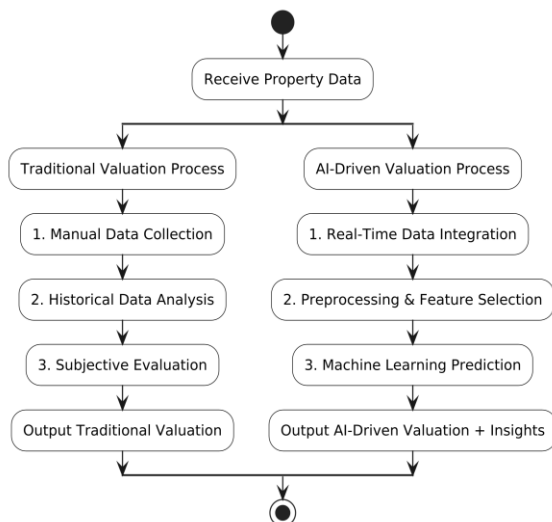 Receive Property Data
Traditional Valuation Process
AI-Driven Valuation Process
1. Manual Data Collection
1. Real-Time Data Integration
2. Historical Data Analysis
2. Preprocessing & Feature Selection
3. Subjective Evaluation
3. Machine Learning Prediction
Output Traditional Valuation
Output AI-Driven Valuation + Insights